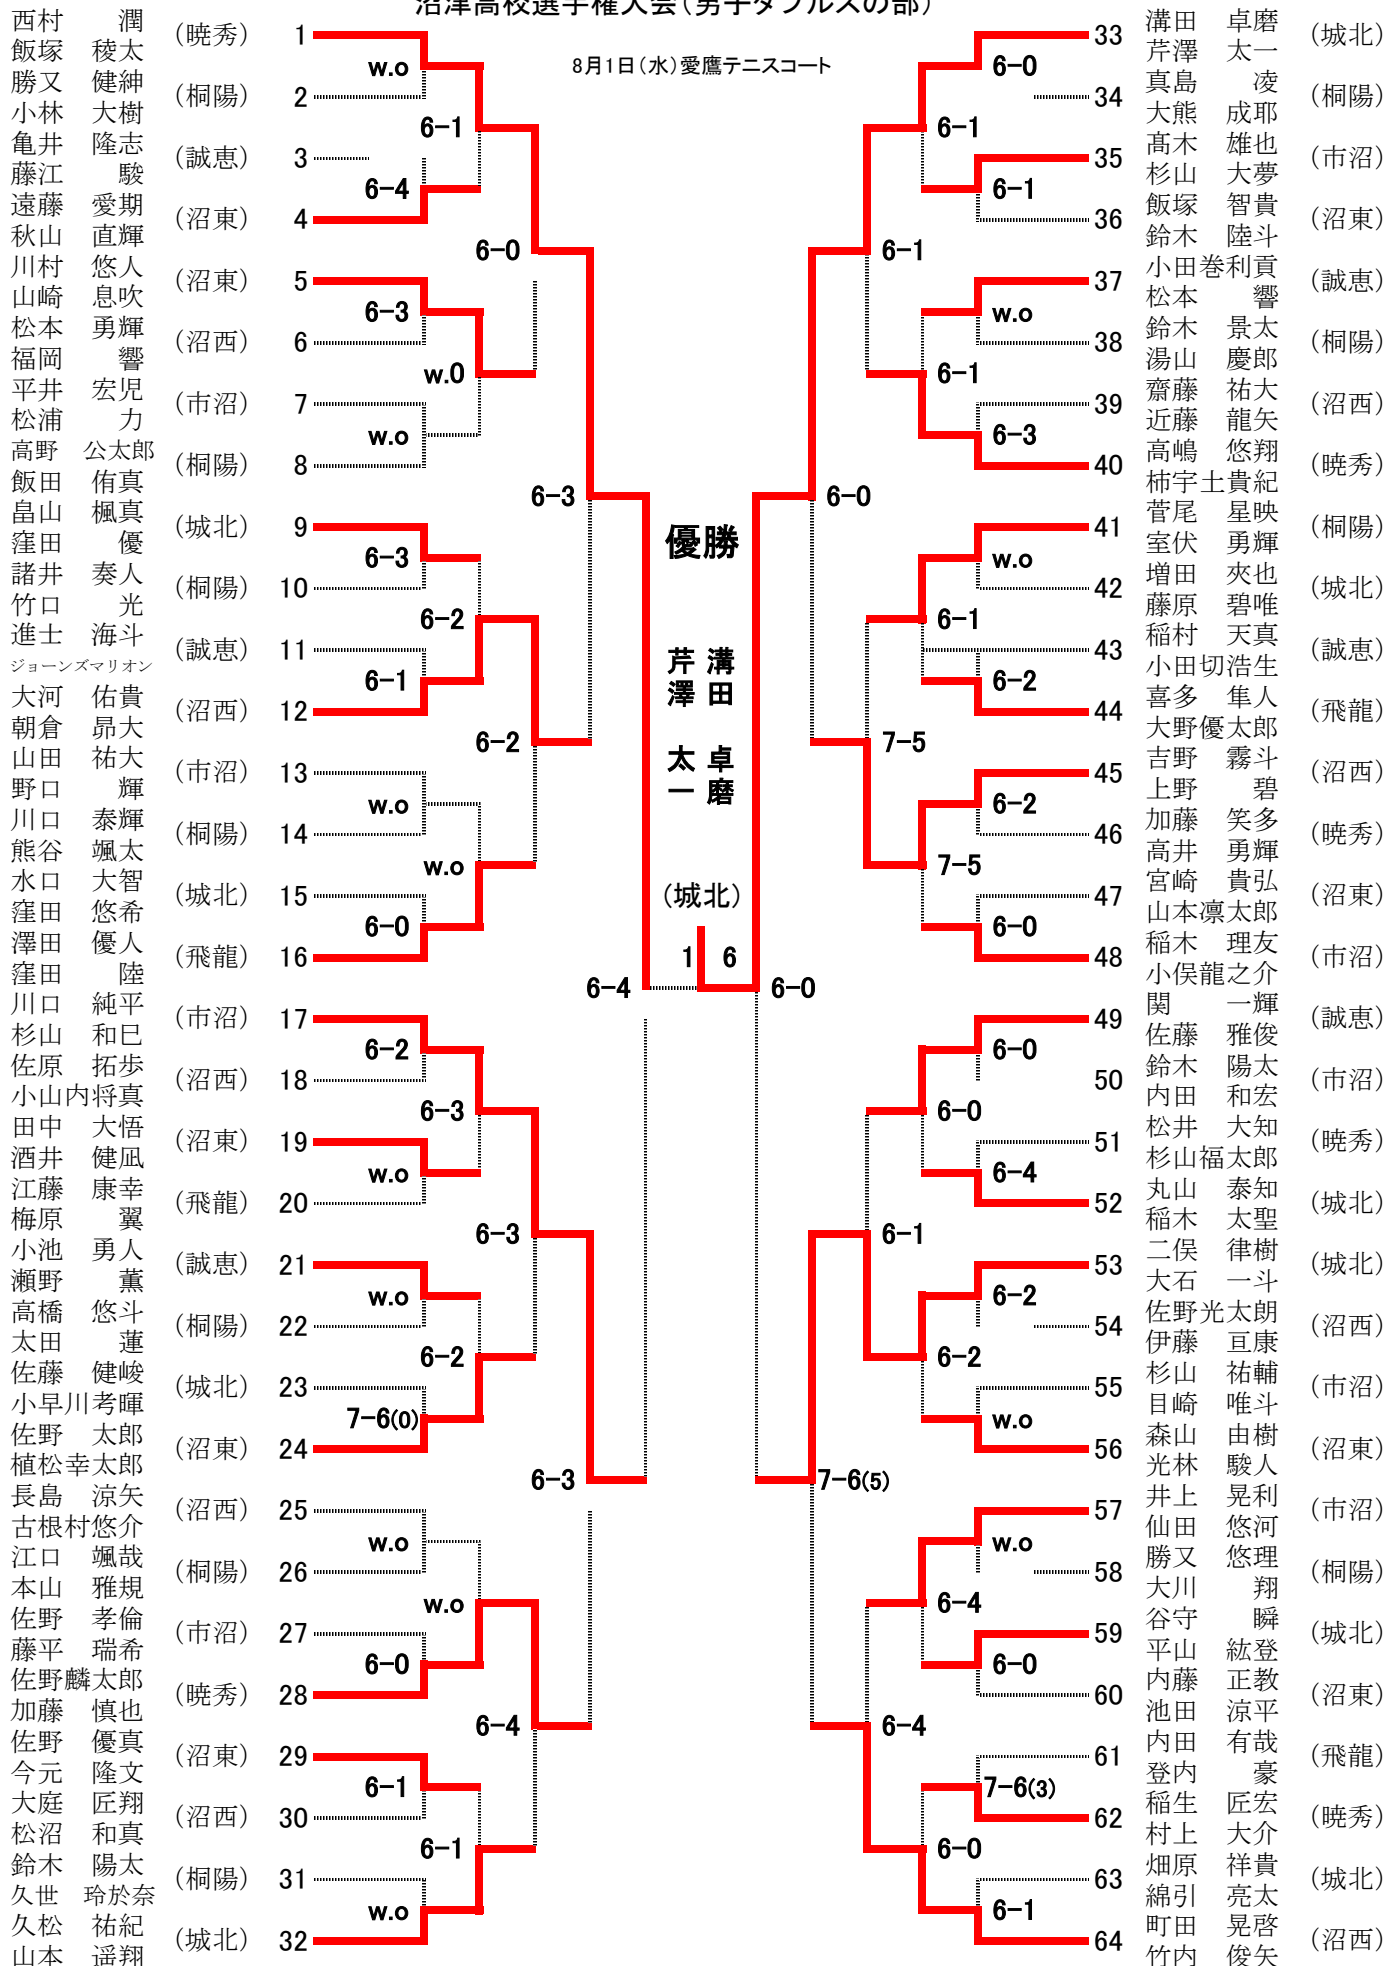 沼津高校選手権大会(男子ダブルスの部)
8月1日(水)愛鷹テニスコート
西村 潤
飯塚 稜太
(暁秀) 1
勝又 健紳
小林 大樹
(桐陽) 2
亀井 隆志
藤江 駿
(誠恵) 3
遠藤 愛期
秋山 直輝
(沼東) 4
川村 悠人
山崎 息吹
(沼東) 5
松本 勇輝
福岡 響
(沼西) 6
平井 宏児
松浦 力
(市沼) 7
高野 公太郎
飯田 侑真
(桐陽) 8
畠山 楓真
窪田 優
(城北) 9
諸井 奏人
竹口 光
(桐陽) 10
進士 海斗
ジョーンズマリオン
(誠恵) 11
大河 佑貴
朝倉 昴大
(沼西) 12
山田 祐大
野口 輝
(市沼) 13
川口 泰輝
熊谷 颯太
(桐陽) 14
水口 大智
窪田 悠希
(城北) 15
澤田 優人
窪田 陸
(飛龍) 16
川口 純平
杉山 和巳
(市沼) 17
佐原 拓歩
小山内将真
(沼西) 18
田中 大悟
酒井 健凪
(沼東) 19
江藤 康幸
梅原 翼
(飛龍) 20
小池 勇人
瀬野 薫
(誠恵) 21
高橋 悠斗
太田 蓮
(桐陽) 22
佐藤 健峻
小早川考暉
(城北) 23
佐野 太郎
植松幸太郎
(沼東) 24
長島 涼矢
古根村悠介
(沼西) 25
江口 颯哉
本山 雅規
(桐陽) 26
佐野 孝倫
藤平 瑞希
(市沼) 27
佐野麟太郎
加藤 慎也
(暁秀) 28
佐野 優真
今元 隆文
(沼東) 29
大庭 匠翔
松沼 和真
(沼西) 30
鈴木 陽太
久世 玲於奈
(桐陽) 31
久松 祐紀
山本 遥翔
(城北) 32
w.o
6-4
6-3
w.o
6-3
6-1
w.o
6-0
6-2
w.o
w.o
7-6(0)
w.o
6-0
6-1
w.o
6-1
w.0
6-2
w.o
6-3
6-2
w.o
6-1
6-0
6-2
6-3
6-4
6-3
6-3
6-4
優勝
溝田 卓磨
芹澤 太一
(城北)
1 6
6-0
6-0
7-6(5)
6-1
7-5
6-1
6-4
6-1
6-1
6-1
7-5
6-0
6-2
6-4
6-0
6-0
6-1
w.o
6-3
w.o
6-2
6-2
6-0
6-0
6-4
6-2
w.o
w.o
6-0
7-6(3)
6-1
33 溝田 卓磨
芹澤 太一
(城北)
34 真島 凌
大熊 成耶
(桐陽)
35 髙木 雄也
杉山 大夢
(市沼)
36 飯塚 智貴
鈴木 陸斗
(沼東)
37 小田巻利貢
松本 響
(誠恵)
38 鈴木 景太
湯山 慶郎
(桐陽)
39 齋藤 祐大
近藤 龍矢
(沼西)
40 高嶋 悠翔
柿宇土貴紀
(暁秀)
41 菅尾 星映
室伏 勇輝
(桐陽)
42 増田 夾也
藤原 碧唯
(城北)
43 稲村 天真
小田切浩生
(誠恵)
44 喜多 隼人
大野優太郎
(飛龍)
45 吉野 霧斗
上野 碧
(沼西)
46 加藤 笑多
高井 勇輝
(暁秀)
47 宮崎 貴弘
山本凛太郎
(沼東)
48 稲木 理友
小俣龍之介
(市沼)
49 関 一輝
佐藤 雅俊
(誠恵)
50 鈴木 陽太
内田 和宏
(市沼)
51 松井 大知
杉山福太郎
(暁秀)
52 丸山 泰知
稲木 太聖
(城北)
53 二俣 律樹
大石 一斗
(城北)
54 佐野光太朗
伊藤 亘康
(沼西)
55 杉山 祐輔
目崎 唯斗
(市沼)
56 森山 由樹
光林 駿人
(沼東)
57 井上 晃利
仙田 悠河
(市沼)
58 勝又 悠理
大川 翔
(桐陽)
59 谷守 瞬
平山 紘登
(城北)
60 内藤 正教
池田 涼平
(沼東)
61 内田 有哉
登内 豪
(飛龍)
62 稲生 匠宏
村上 大介
(暁秀)
63 畑原 祥貴
綿引 亮太
(城北)
64 町田 晃啓
竹内 俊矢
(沼西)